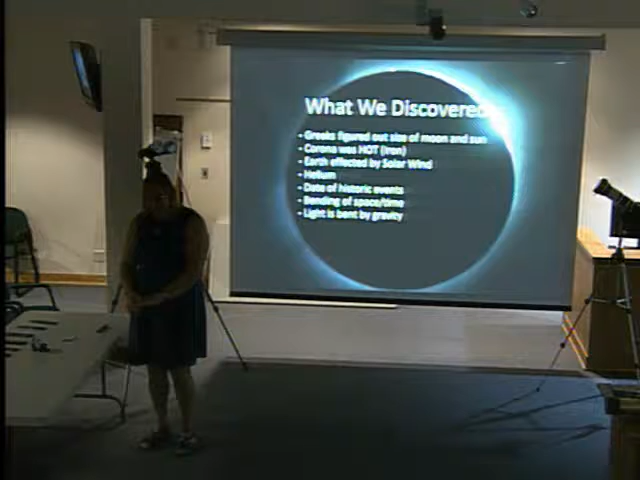 What We Discovered
- Greeks figured out size of moon and sun
- Corona was HOT (Iron)
- Earth effected by Solar Wind
- Helium
- Date of historic events
- Bending of space/time
- Light is bent by gravity